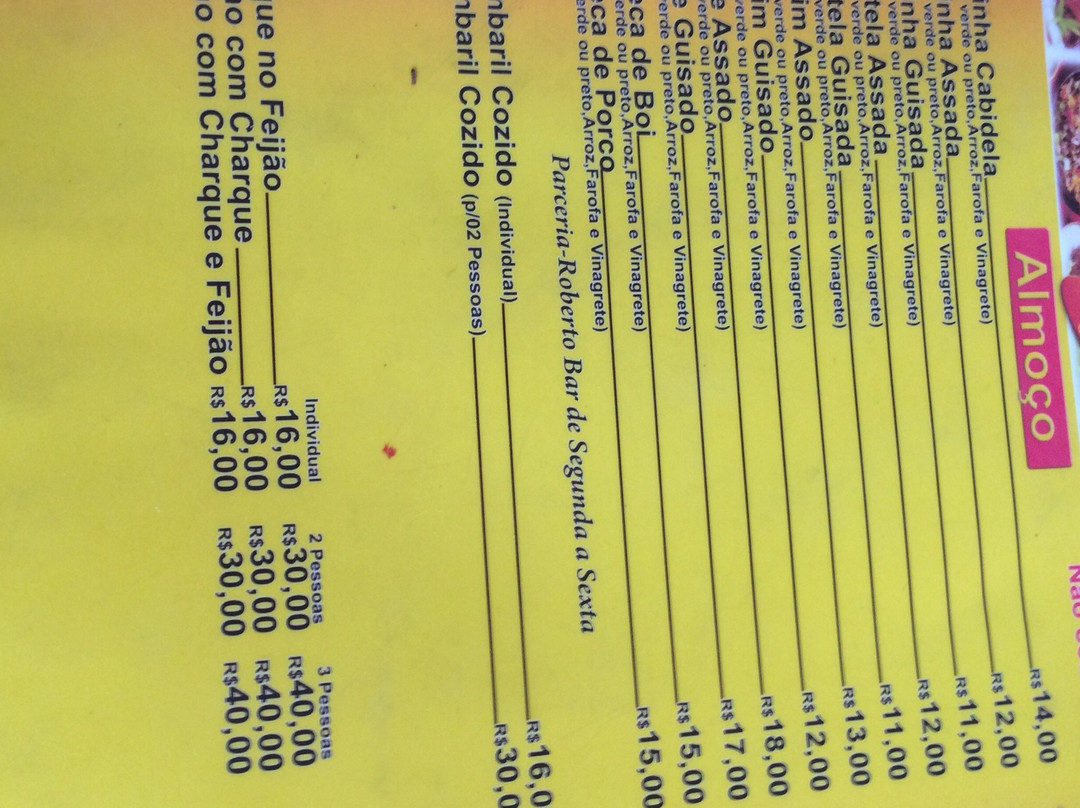 Almoço
inha Cabidela R$14,00
verde ou preto,Arroz,Farofa e Vinagrete)
inha Assada R$12,00
verde ou preto,Arroz,Farofa e Vinagrete)
nha Guisada R$11,00
verde ou preto,Arroz,Farofa e Vinagrete)
tela Assada R$12,00
verde ou preto,Arroz,Farofa e Vinagrete)
tela Guisada R$11,00
verde ou preto,Arroz,Farofa e Vinagrete)
im Assado R$13,00
verde ou preto,Arroz,Farofa e Vinagrete)
im Guisado R$12,00
verde ou preto,Arroz,Farofa e Vinagrete)
e Assado R$18,00
verde ou preto,Arroz,Farofa e Vinagrete)
e Guisado R$17,00
verde ou preto,Arroz,Farofa e Vinagrete)
eca de Boi R$15,00
verde ou preto,Arroz,Farofa e Vinagrete)
eca de Porco R$15,00
erde ou preto,Arroz,Farofa e Vinagrete)
Parceria-Roberto Bar de Segunda a Sexta
nbaril Cozido (Individual) R$16,0
nbaril Cozido (p/02 Pessoas) R$30,0
Individual 2 Pessoas 3 Pessoas
que no Feijão R$16,00 R$30,00 R$40,00
o com Charque R$16,00 R$30,00 R$40,00
o com Charque e Feijão R$16,00 R$30,00 R$40,00